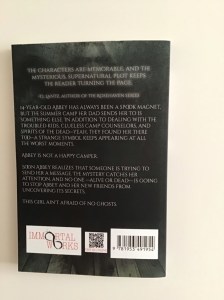 THE CHARACTERS ARE MEMORABLE, AND THE
MYSTERIOUS, SUPERNATURAL PLOT KEEPS
THE READER TURNING THE PAGE.
14-YEAR-OLD ABBEY HAS ALWAYS BEEN A SPOOK MAGNET,
BUT THE SUMMER CAMP HER DAD SENDS HER TO IS
SOMETHING ELSE. IN ADDITION TO DEALING WITH THE
TROUBLED KIDS, CLUELESS CAMP COUNSELORS, AND
SPIRITS OF THE DEAD—YEAH, THEY FOUND HER THERE
TOO—A STRANGE SYMBOL KEEPS APPEARING AT ALL
THE WORST MOMENTS.
ABBEY IS NOT A HAPPY CAMPER.
SOON ABBEY REALIZES THAT SOMEONE IS TRYING TO
SEND HER A MESSAGE. THE MYSTERY CATCHES HER
ATTENTION, AND NO ONE—ALIVE OR DEAD—IS GOING
TO STOP ABBEY AND HER NEW FRIENDS FROM
UNCOVERING ITS SECRETS.
THIS GIRL AIN'T AFRAID OF NO GHOSTS.
IMMORTAL
WORKS